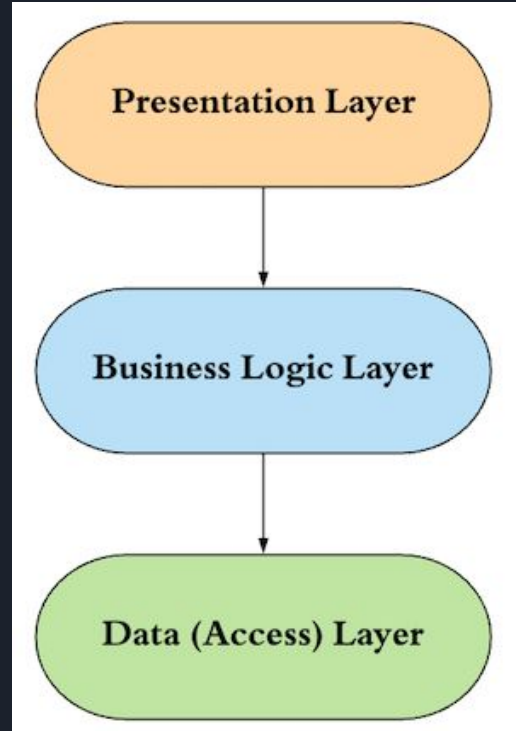 Presentation Layer
Business Logic Layer
Data (Access) Layer